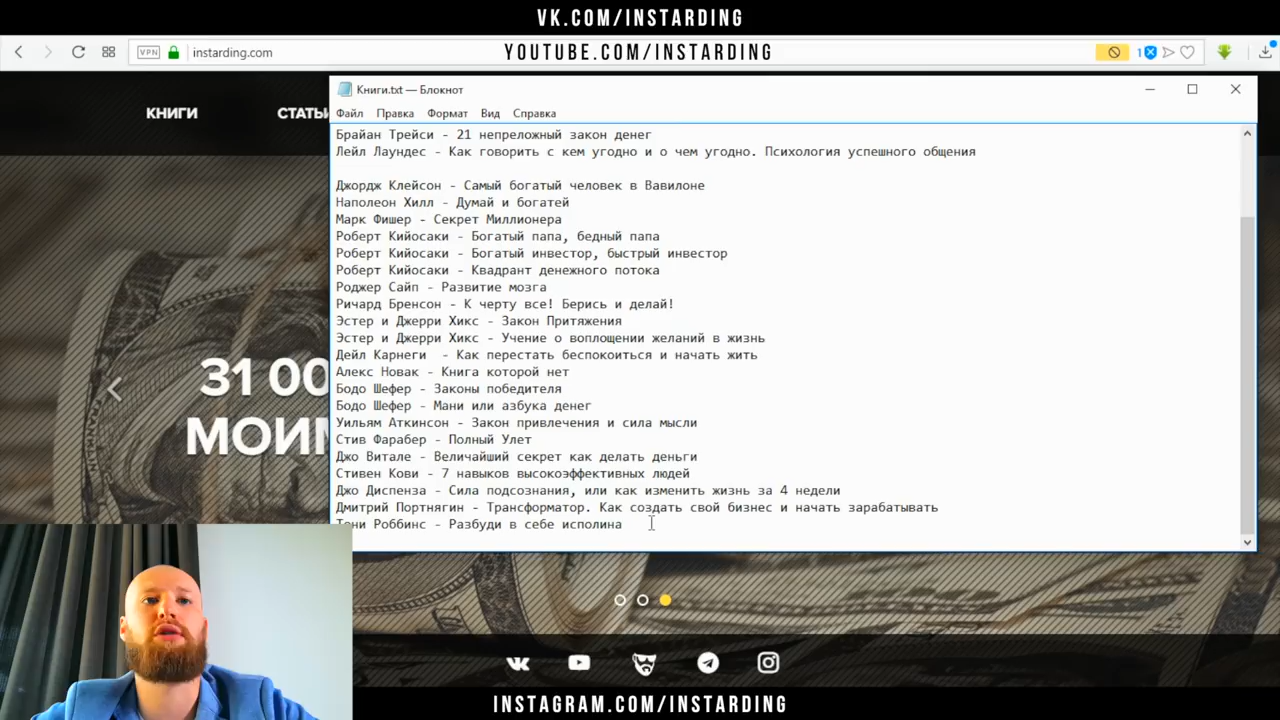 VK.COM/INSTARDING
VPN
instarding.com
YOUTUBE.COM/INSTARDING
1
Книги.txt — Блокнот
Файл Правка Формат Вид Справка
КНИГИ
СТАТЬИ
Брайан Трейси - 21 непреложный закон денег
Лейл Лаундес - Как говорить с кем угодно и о чем угодно. Психология успешного общения
Джордж Клейсон - Самый богатый человек в Вавилоне
Наполеон Хилл - Думай и богатей
Марк Фишер - Секрет Миллионера
Роберт Кийосаки - Богатый папа, бедный папа
Роберт Кийосаки - Богатый инвестор, быстрый инвестор
Роберт Кийосаки - Квадрант денежного потока
Роджер Сайп - Развитие мозга
Ричард Бренсон - К черту все! Берись и делай!
Эстер и Джерри Хикс - Закон Притяжения
Эстер и Джерри Хикс - Учение о воплощении желаний в жизнь
Дейл Карнеги  - Как перестать беспокоиться и начать жить
Алекс Новак - Книга которой нет
Бодо Шефер - Законы победителя
Бодо Шефер - Мани или азбука денег
Уильям Аткинсон - Закон привлечения и сила мысли
Стив Фарабер - Полный Улет
Джо Витале - Величайший секрет как делать деньги
Стивен Кови - 7 навыков высокоэффективных людей
Джо Диспенза - Сила подсознания, или как изменить жизнь за 4 недели
Дмитрий Портнягин - Трансформатор. Как создать свой бизнес и начать зарабатывать
Тони Роббинс - Разбуди в себе исполина
31 00
МОИМ
INSTAGRAM.COM/INSTARDING